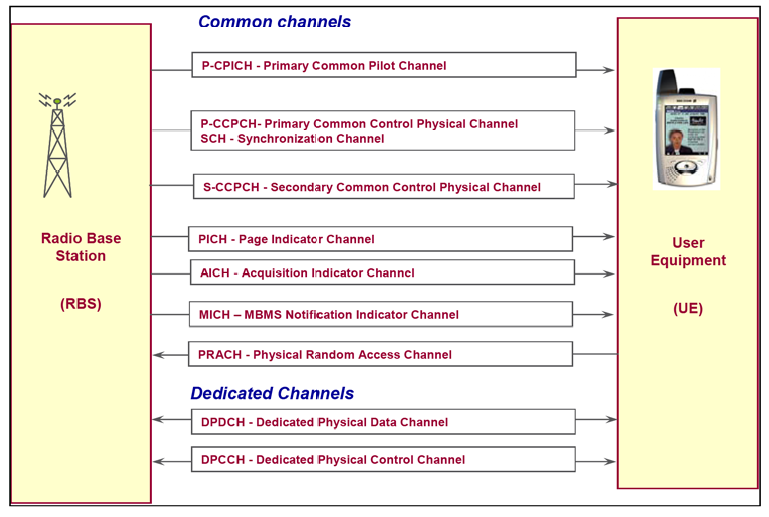 Common channels
P-CPICH - Primary Common Pilot Channel
P-CCPCH- Primary Common Control Physical Channel
SCH - Synchronization Channel
S-CCPCH - Secondary Common Control Physical Channel
Radio Base
Station
(RBS)
PICH - Page Indicator Channel
AICH - Acquisition Indicator Channcl
MICH – MBMS Notification Indicator Channel
PRACH - Physical Random Access Channel
User
Equipment
(UE)
Dedicated Channels
DPDCH - Dedicated Physical Data Channel
DPCCH - Dedicated Physical Control Channel